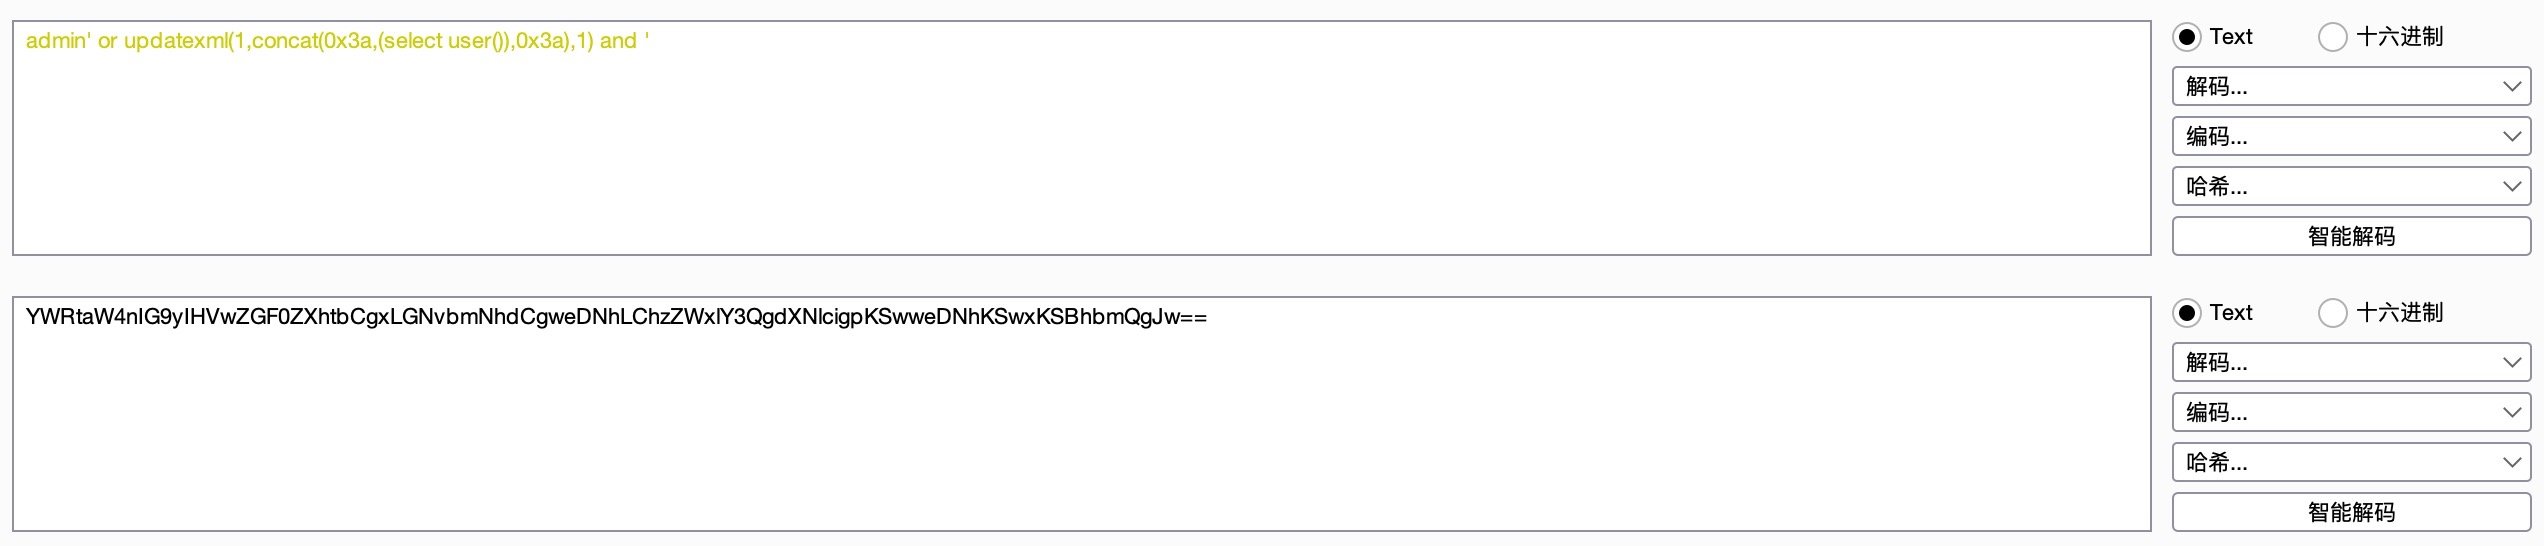 admin' or updatexml(1,concat(0x3a,(select user()),0x3a),1) and '
Text 十六进制
解码...
编码...
哈希...
智能解码
YWRtaW4nIG9yIHVwZGF0ZXhtbCgxLGNvbmNhdCgweDNhLChzZWxlY3QgdXNlcigpKSwweDNhKSwxKSBhbmQgJw==
Text 十六进制
解码...
编码...
哈希...
智能解码